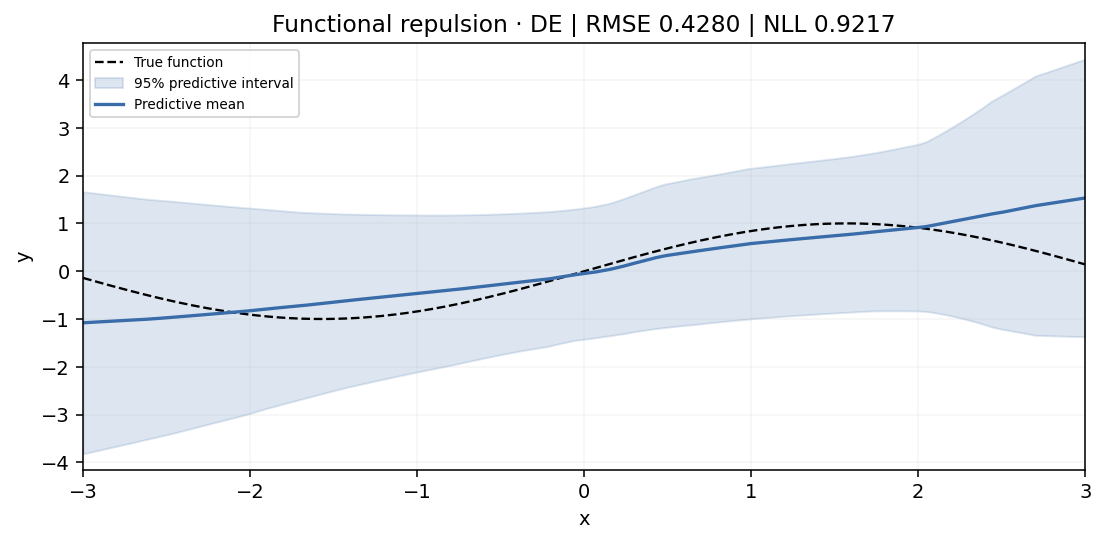 Functional repulsion · DE | RMSE 0.4280 | NLL 0.9217
True function
95% predictive interval
Predictive mean
4
3
2
1
0
−1
−2
−3
−4
y
−3 −2 −1 0 1 2 3
x